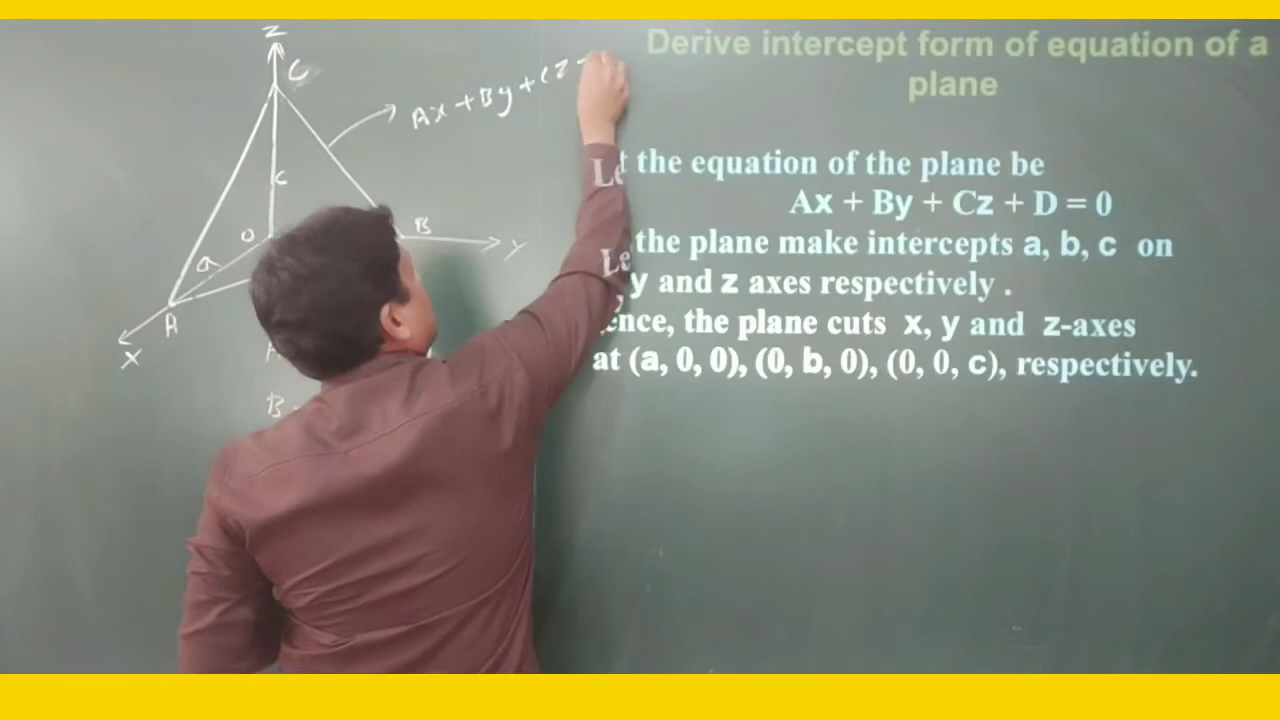 Derive intercept form of equation of a
plane
Z
C
Ax + By + Cz
c
O
B
y
a
A
X
B
the equation of the plane be
Ax + By + Cz + D = 0
the plane make intercepts a, b, c on
y and z axes respectively .
the plane cuts x, y and z-axes
at (a, 0, 0), (0, b, 0), (0, 0, c), respectively.